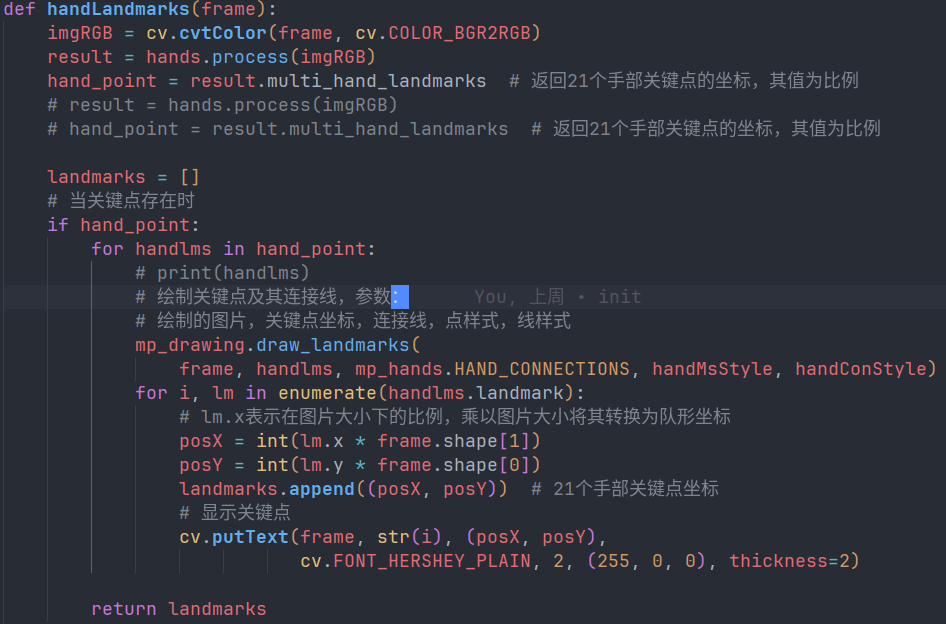 def handLandmarks(frame):
imgRGB = cv.cvtColor(frame, cv.COLOR_BGR2RGB)
result = hands.process(imgRGB)
hand_point = result.multi_hand_landmarks  # 返回21个手部关键点的坐标，其值为比例
# result = hands.process(imgRGB)
# hand_point = result.multi_hand_landmarks  # 返回21个手部关键点的坐标，其值为比例
landmarks = []
# 当关键点存在时
if hand_point:
for handlms in hand_point:
# print(handlms)
# 绘制关键点及其连接线，参数： You, 上周 • init
# 绘制的图片，关键点坐标，连接线，点样式，线样式
mp_drawing.draw_landmarks(
frame, handlms, mp_hands.HAND_CONNECTIONS, handMsStyle, handConStyle)
for i, lm in enumerate(handlms.landmark):
# lm.x表示在图片大小下的比例，乘以图片大小将其转换为队形坐标
posX = int(lm.x * frame.shape[1])
posY = int(lm.y * frame.shape[0])
landmarks.append((posX, posY))  # 21个手部关键点坐标
# 显示关键点
cv.putText(frame, str(i), (posX, posY),
cv.FONT_HERSHEY_PLAIN, 2, (255, 0, 0), thickness=2)
return landmarks